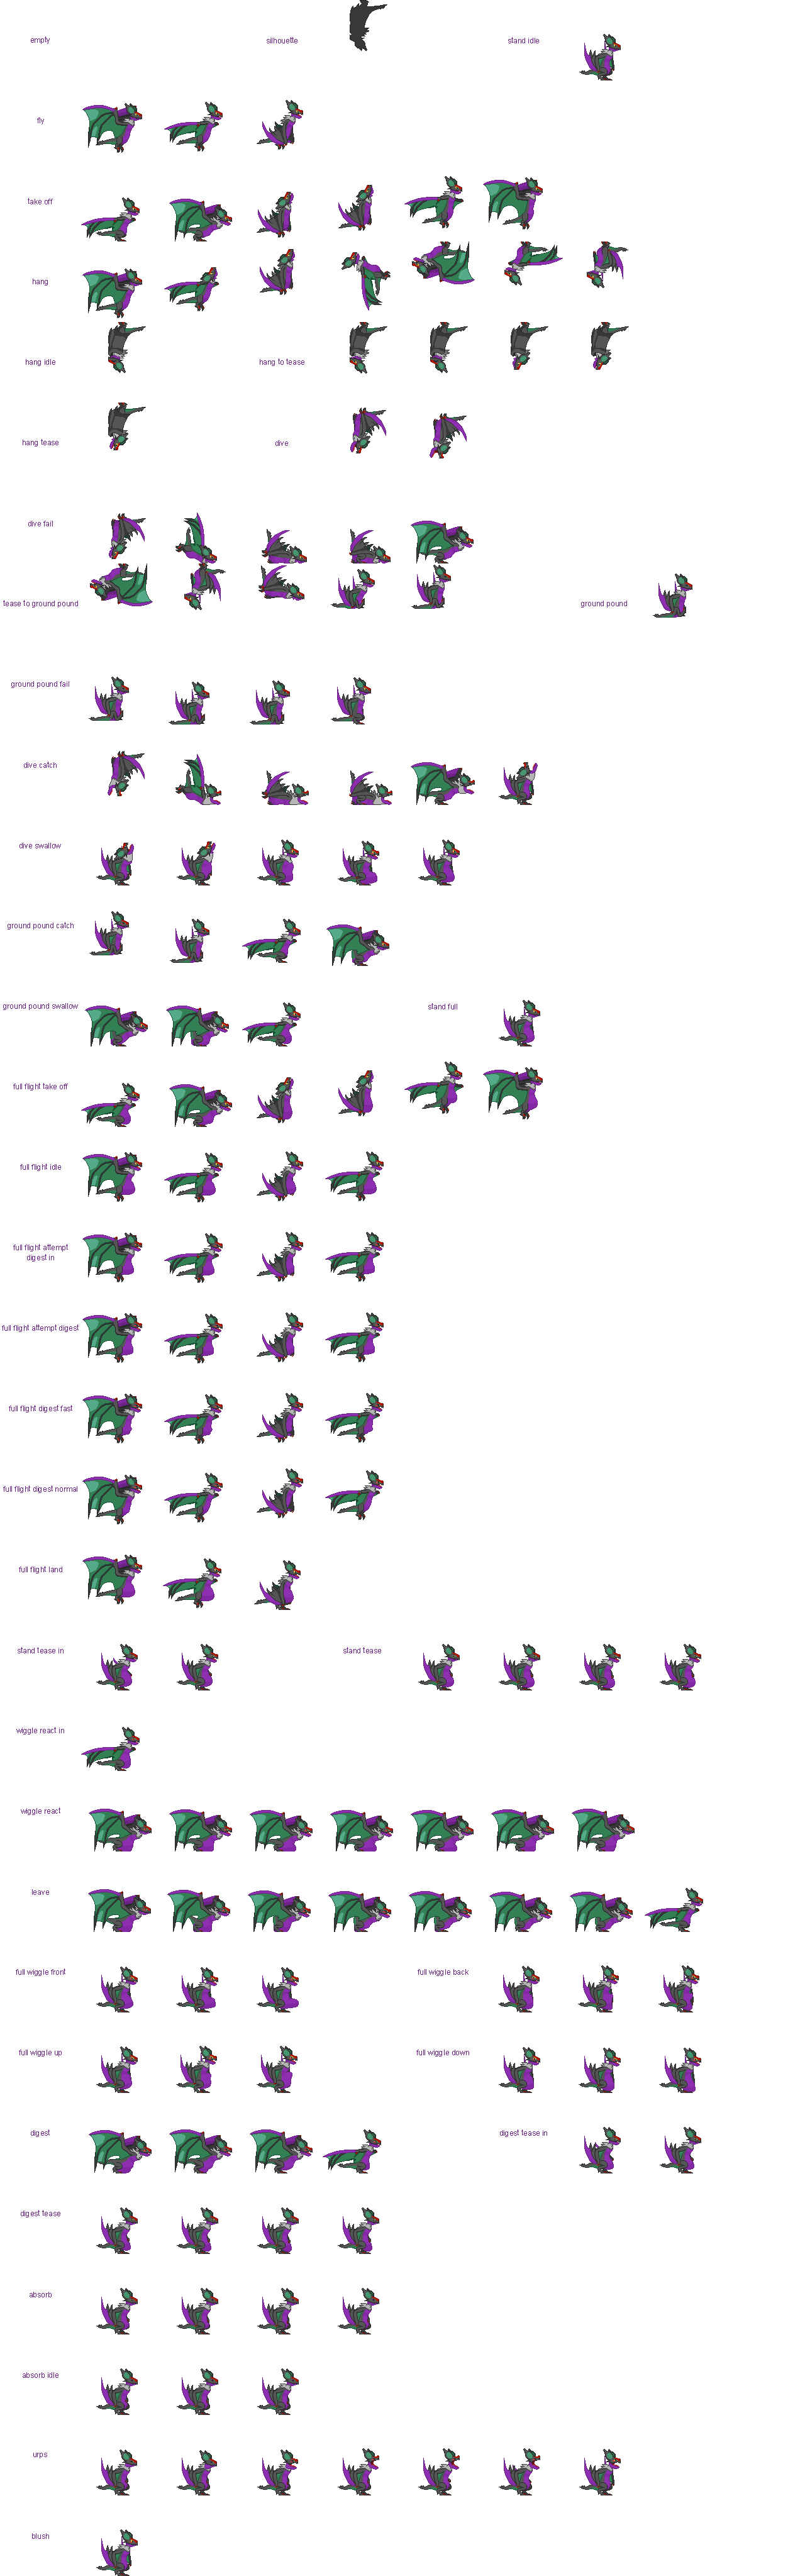 empty
silhouette
stand idle
fly
take off
hang
hang idle
hang to tease
hang tease
dive
dive fail
tease to ground pound
ground pound
ground pound fail
dive catch
dive swallow
ground pound catch
ground pound swallow
stand full
full flight take off
full flight idle
full flight attempt
digest in
full flight attempt digest
full flight digest fast
full flight digest normal
full flight land
stand tease in
stand tease
wiggle react in
wiggle react
leave
full wiggle front
full wiggle back
full wiggle up
full wiggle down
digest
digest tease in
digest tease
absorb
absorb idle
urps
blush